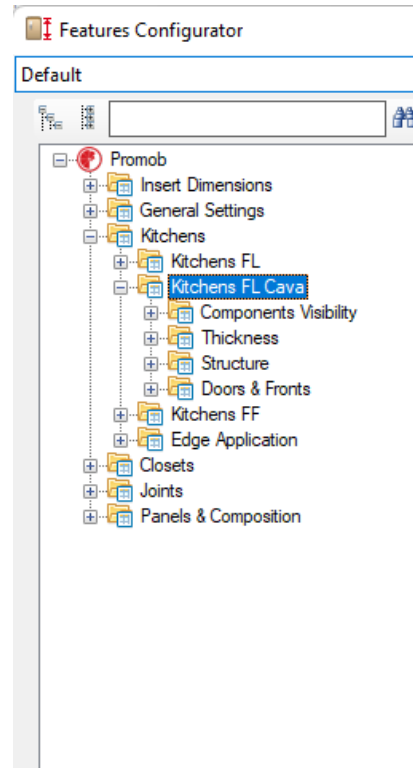 Features Configurator
Default
Promob
Insert Dimensions
General Settings
Kitchens
Kitchens FL
Kitchens FL Cava
Components Visibility
Thickness
Structure
Doors & Fronts
Kitchens FF
Edge Application
Closets
Joints
Panels & Composition